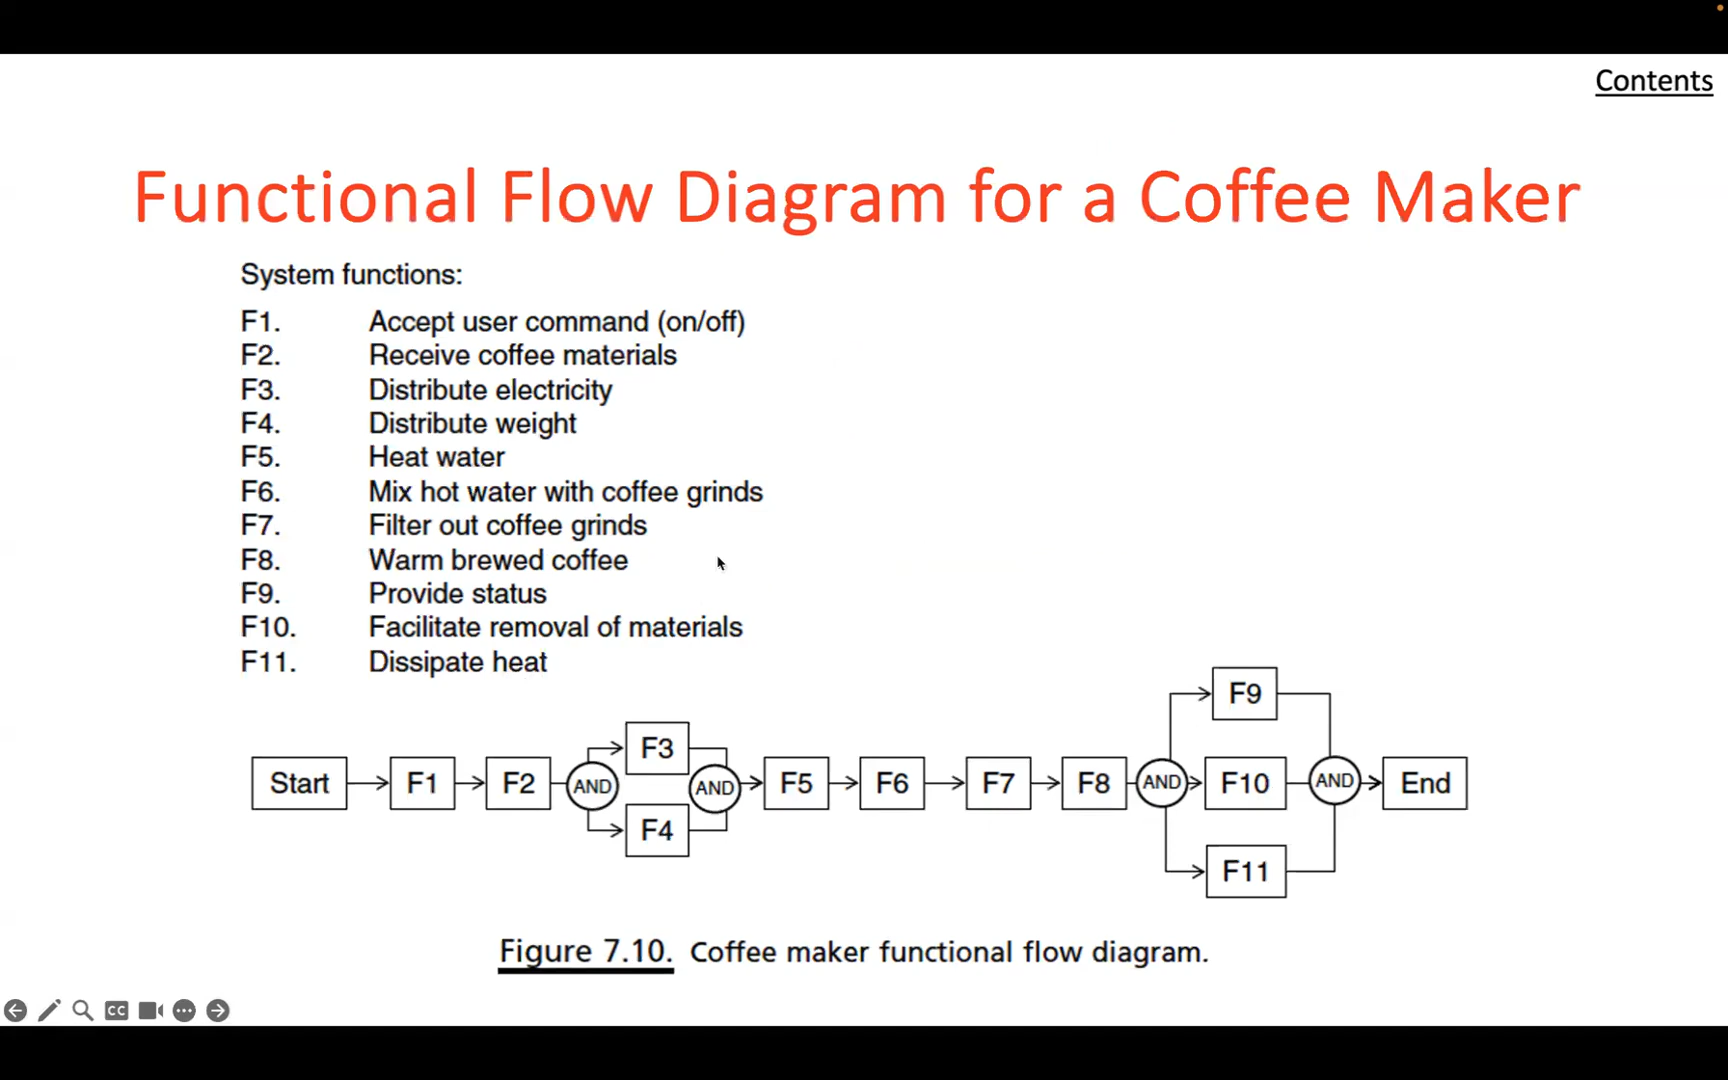 Contents
Functional Flow Diagram for a Coffee Maker
System functions:
F1. Accept user command (on/off)
F2. Receive coffee materials
F3. Distribute electricity
F4. Distribute weight
F5. Heat water
F6. Mix hot water with coffee grinds
F7. Filter out coffee grinds
F8. Warm brewed coffee
F9. Provide status
F10. Facilitate removal of materials
F11. Dissipate heat
F9
F3
Start F1 F2 AND AND F5 F6 F7 F8 AND F10 AND End
F4
F11
Figure 7.10. Coffee maker functional flow diagram.
CC